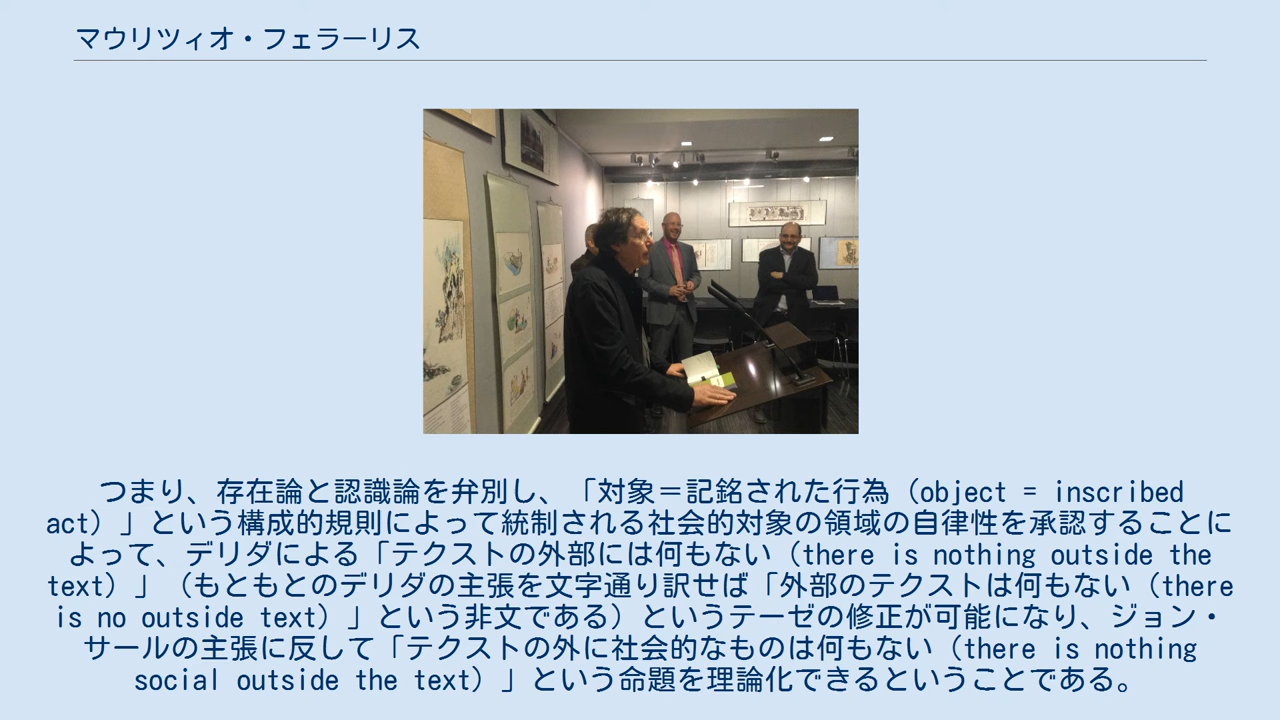 マウリツィオ・フェラーリス
つまり、存在論と認識論を弁別し、「対象＝記銘された行為（object = inscribed
act）」という構成的規則によって統制される社会的対象の領域の自律性を承認することに
よって、デリダによる「テクストの外部には何もない（there is nothing outside the
text）」（もともとのデリダの主張を文字通り訳せば「外部のテクストは何もない（there
is no outside text）」という非文である）というテーゼの修正が可能になり、ジョン・
サールの主張に反して「テクストの外に社会的なものは何もない（there is nothing
social outside the text）」という命題を理論化できるということである。